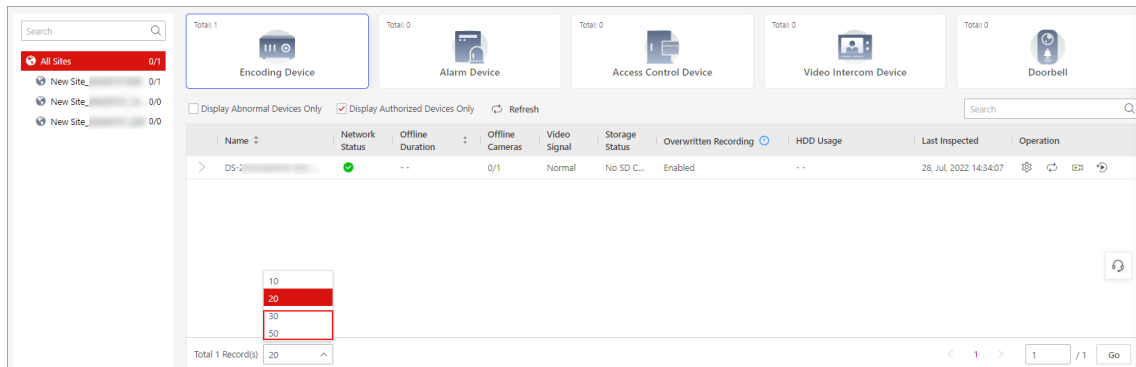 Search
All Sites 0/1
New Site_ 0/1
New Site_ 0/0
New Site_ 0/0
Total: 1
Encoding Device
Total: 0
Alarm Device
Total: 0
Access Control Device
Total: 0
Video Intercom Device
Total: 0
Doorbell
Display Abnormal Devices Only Display Authorized Devices Only Refresh Search
Name Network Status Offline Duration Offline Cameras Video Signal Storage Status Overwritten Recording HDD Usage Last Inspected Operation
DS-2 - - 0/1 Normal No SD C... Enabled - - 28, Jul, 2022 14:34:07
10
20
30
50
Total 1 Record(s) 20 < 1 > 1 / 1 Go